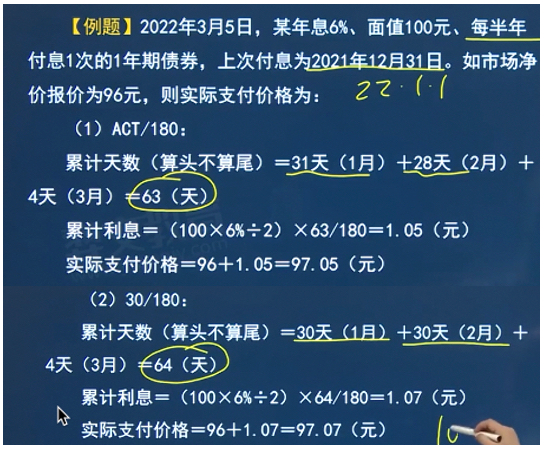 【例题】2022年3月5日，某年息6%、面值100元、每半年
付息1次的1年期债券，上次付息为2021年12月31日。如市场净
价报价为96元，则实际支付价格为：
22.1.1
（1）ACT/180：
累计天数（算头不算尾）=31天（1月）+28天（2月）+
4天（3月）=63（天）
累计利息=（100×6%÷2）×63/180=1.05（元）
实际支付价格=96+1.05=97.05（元）
（2）30/180：
累计天数（算头不算尾）=30天（1月）+30天（2月）+
4天（3月）=64（天）
累计利息=（100×6%÷2）×64/180=1.07（元）
实际支付价格=96+1.07=97.07（元）